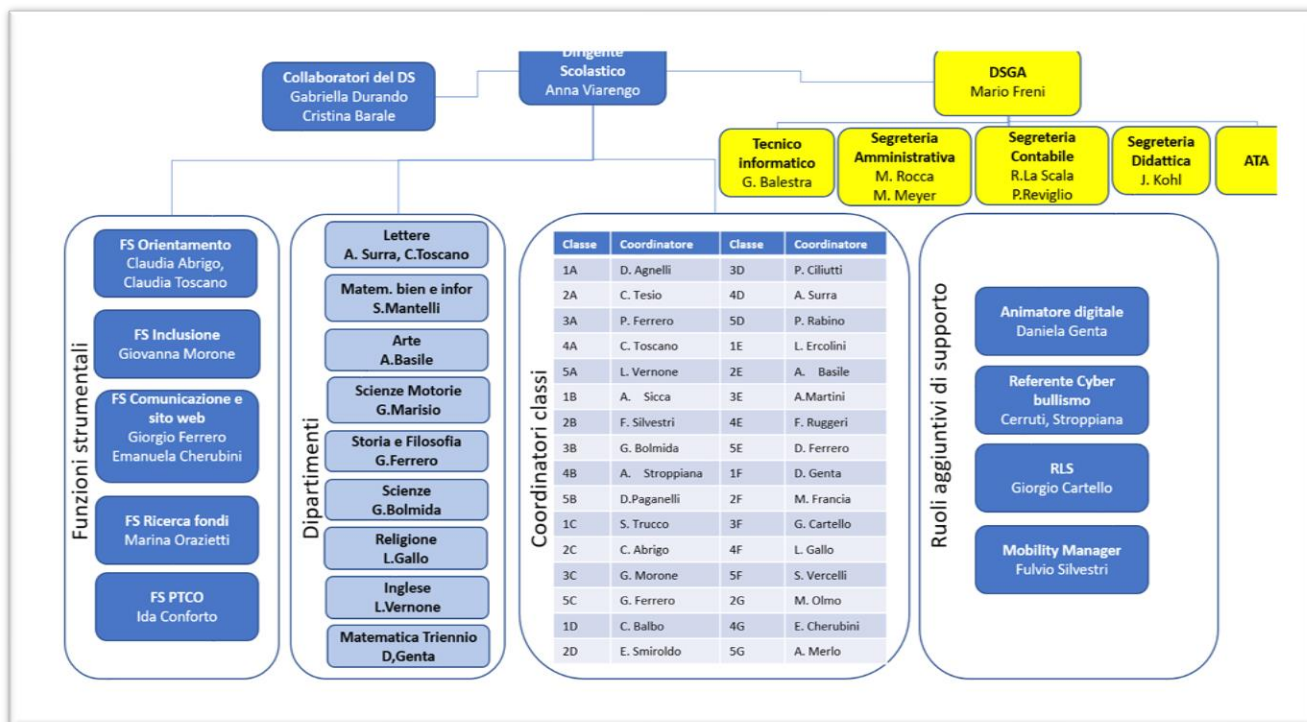 Dirigente
Scolastico
Anna Viarengo
Collaboratori del DS
Gabriella Durando
Cristina Barale
DSGA
Mario Freni
Tecnico
informatico
G. Balestra
Segreteria
Amministrativa
M. Rocca
M. Meyer
Segreteria
Contabile
R.La Scala
P.Reviglio
Segreteria
Didattica
J. Kohl
ATA
Funzioni strumentali
FS Orientamento
Claudia Abrigo,
Claudia Toscano
FS Inclusione
Giovanna Morone
FS Comunicazione e
sito web
Giorgio Ferrero
Emanuela Cherubini
FS Ricerca fondi
Marina Orazietti
FS PTCO
Ida Conforto
Dipartimenti
Lettere
A. Surra, C.Toscano
Matem. bien e infor
S.Mantelli
Arte
A.Basile
Scienze Motorie
G.Marisio
Storia e Filosofia
G.Ferrero
Scienze
G.Bolmida
Religione
L.Gallo
Inglese
L.Vernone
Matematica Triennio
D,Genta
Coordinatori classi
Classe Coordinatore Classe Coordinatore
1A D. Agnelli 3D P. Ciliutti
2A C. Tesio 4D A. Surra
3A P. Ferrero 5D P. Rabino
4A C. Toscano 1E L. Ercolini
5A L. Vernone 2E A. Basile
1B A. Sicca 3E A.Martini
2B F. Silvestri 4E F. Ruggeri
3B G. Bolmida 5E D. Ferrero
4B A. Stroppiana 1F D. Genta
5B D.Paganelli 2F M. Francia
1C S. Trucco 3F G. Cartello
2C C. Abrigo 4F L. Gallo
3C G. Morone 5F S. Vercelli
5C G. Ferrero 2G M. Olmo
1D C. Balbo 4G E. Cherubini
2D E. Smiroldo 5G A. Merlo
Ruoli aggiuntivi di supporto
Animatore digitale
Daniela Genta
Referente Cyber
bullismo
Cerruti, Stroppiana
RLS
Giorgio Cartello
Mobility Manager
Fulvio Silvestri